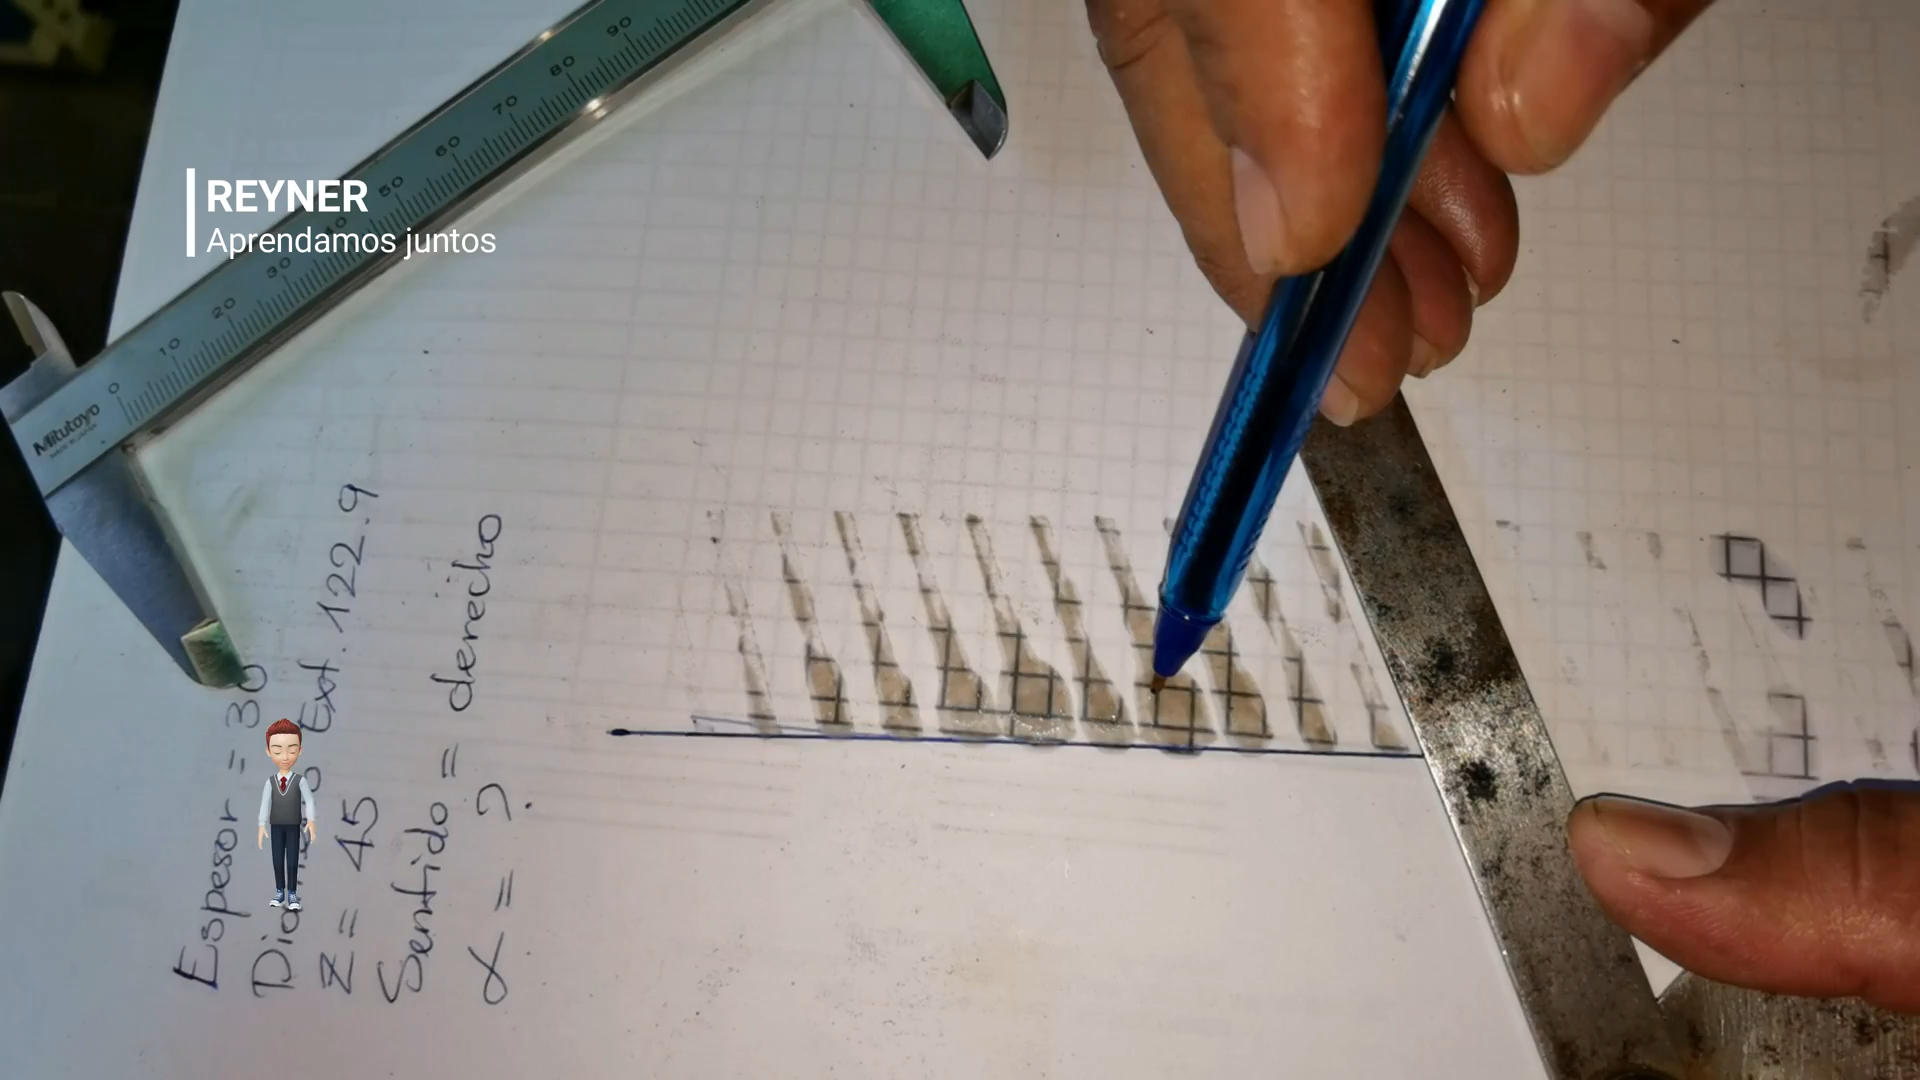 REYNER
Aprendamos juntos
Mitutoyo
0 10 20 30 40 50 60 70 80 90
Espesor = 30
Ext. 122.9
Z = 45
Sentido = derecho
α = ?